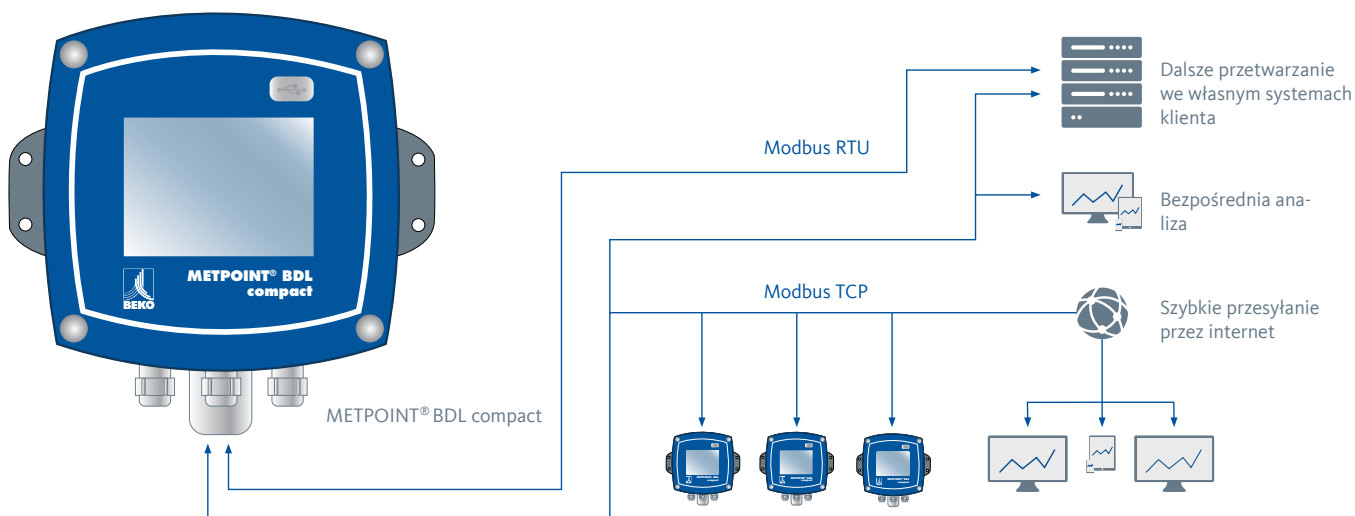 Dalsze przetwarzanie
we własnym systemach
klienta
Modbus RTU
Bezpośrednia ana-
liza
METPOINT® BDL
compact
BEKO
Modbus TCP
Szybkie przesyłanie
przez internet
METPOINT® BDL compact